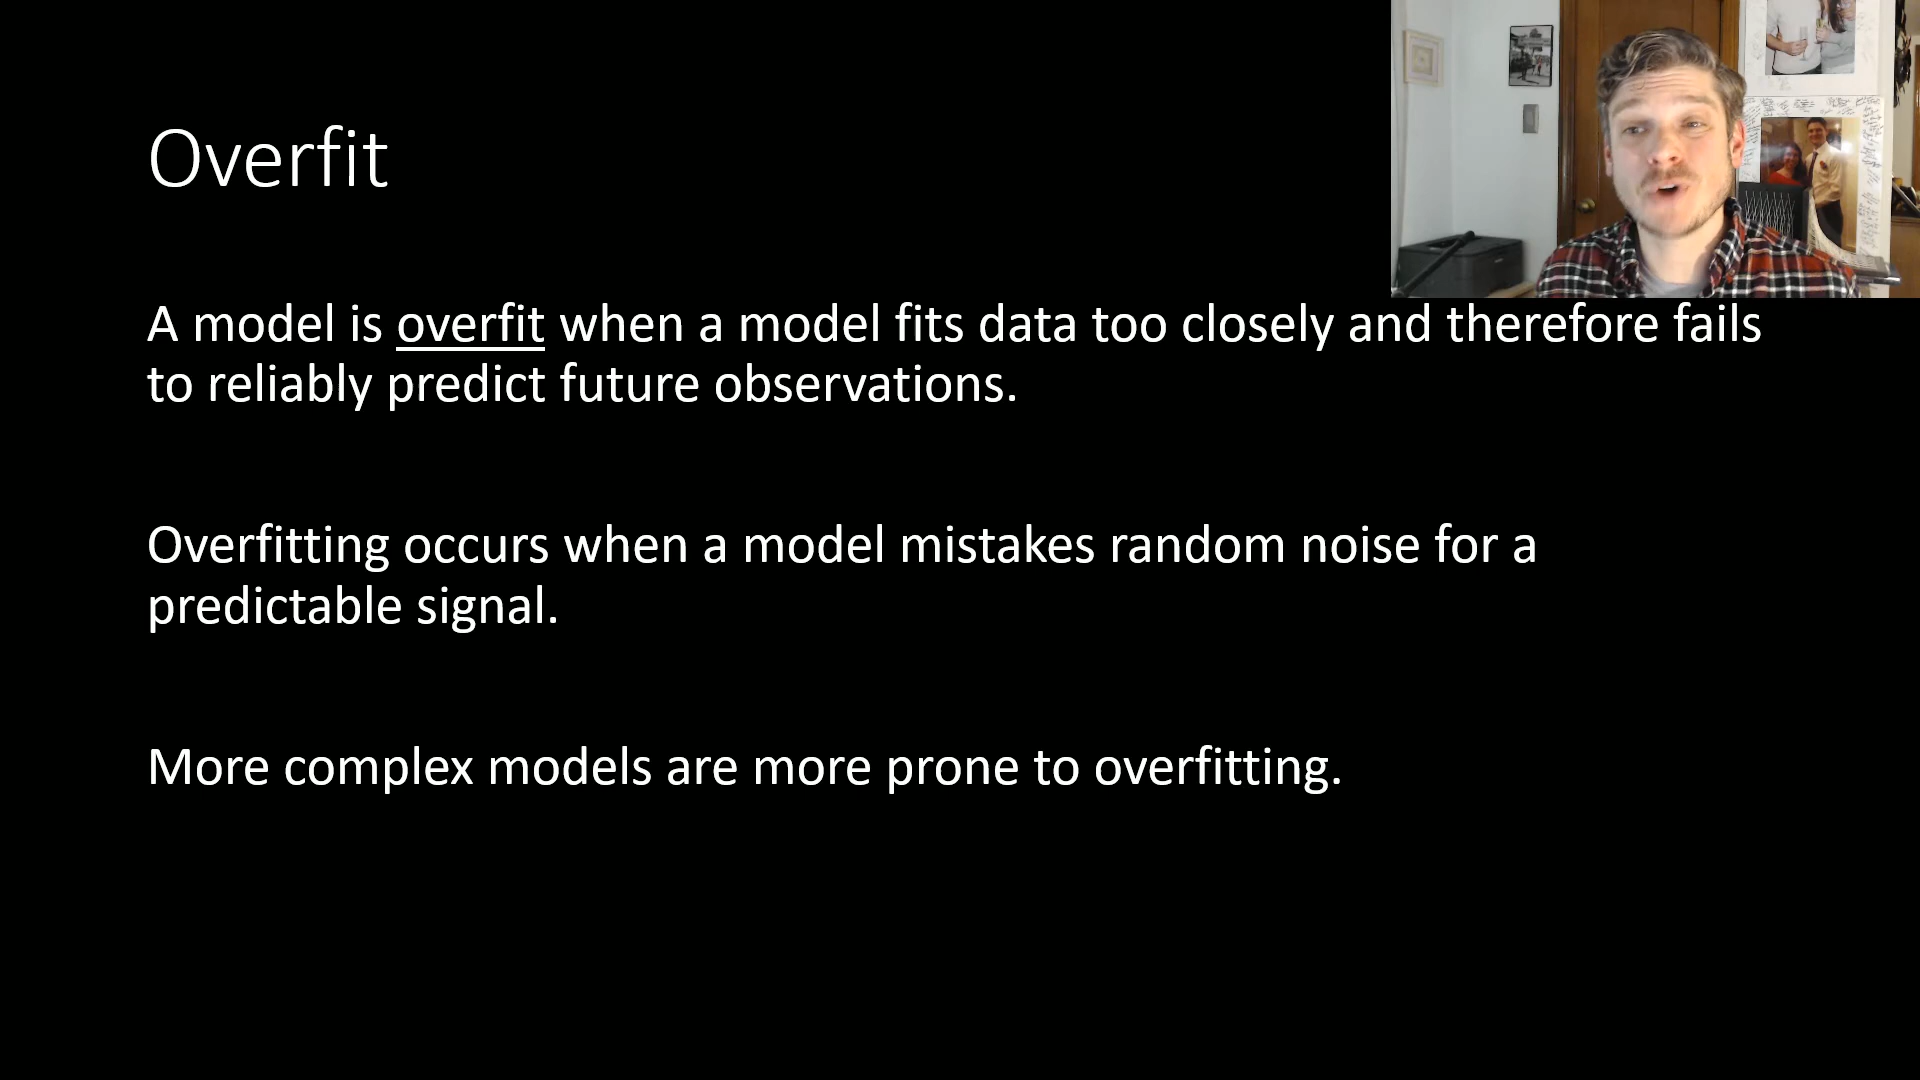 Overfit
A model is overfit when a model fits data too closely and therefore fails
to reliably predict future observations.
Overfitting occurs when a model mistakes random noise for a
predictable signal.
More complex models are more prone to overfitting.